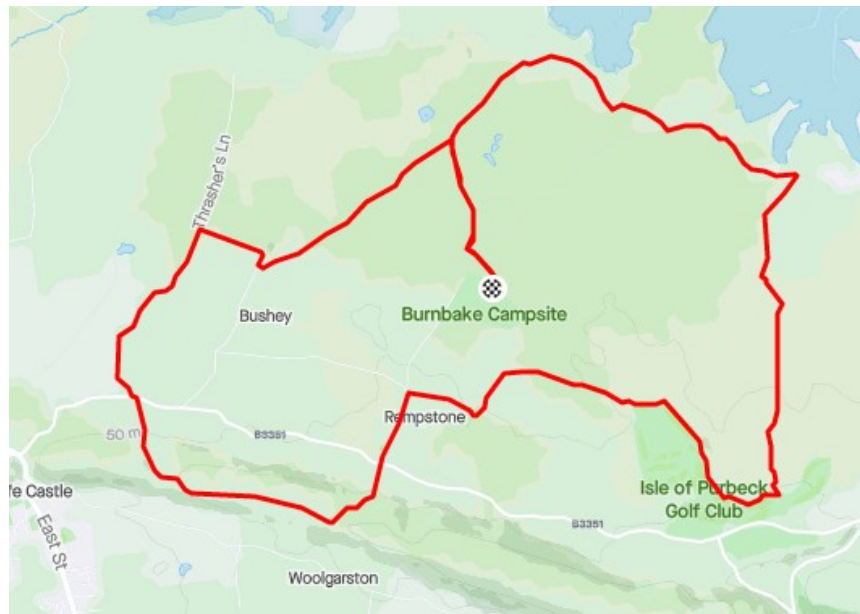 Thrasher's Ln
Bushey
Burnbake Campsite
Rempstone
50 m
B3351
Isle of Purbeck
Golf Club
fe Castle
B3351
East St
Woolgarston